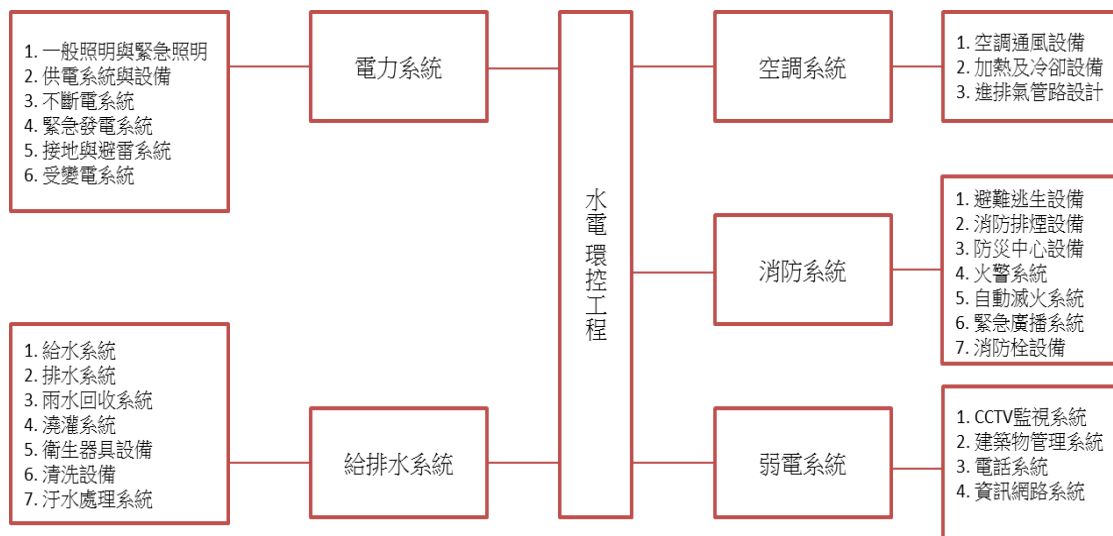 1. 一般照明與緊急照明
2. 供電系統與設備
3. 不斷電系統
4. 緊急發電系統
5. 接地與避雷系統
6. 受變電系統
電力系統
1. 給水系統
2. 排水系統
3. 雨水回收系統
4. 澆灌系統
5. 衛生器具設備
6. 清洗設備
7. 汙水處理系統
給排水系統
水電環控工程
空調系統
1. 空調通風設備
2. 加熱及冷卻設備
3. 進排氣管路設計
消防系統
1. 避難逃生設備
2. 消防排煙設備
3. 防災中心設備
4. 火警系統
5. 自動滅火系統
6. 緊急廣播系統
7. 消防栓設備
弱電系統
1. CCTV監視系統
2. 建築物管理系統
3. 電話系統
4. 資訊網路系統